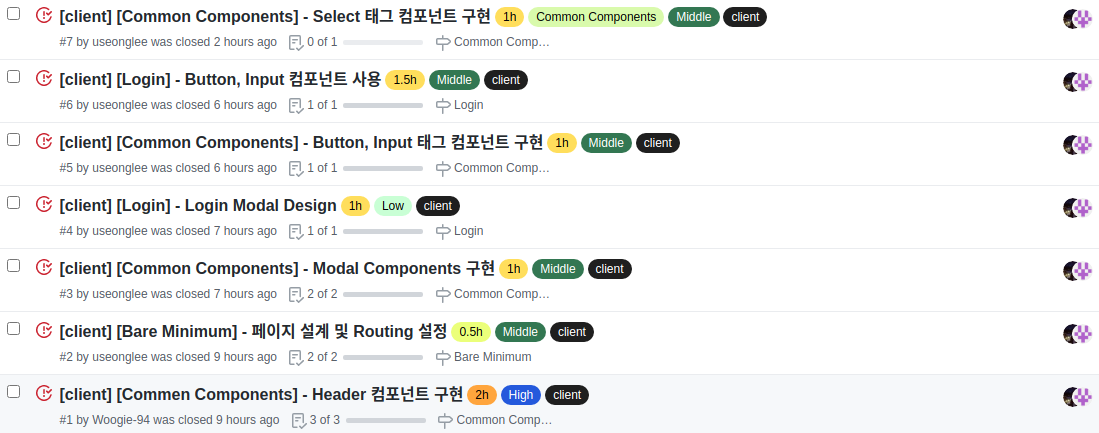 [client] [Common Components] - Select 태그 컴포넌트 구현 1h Common Components Middle client
#7 by useonglee was closed 2 hours ago 0 of 1 Common Comp…
[client] [Login] - Button, Input 컴포넌트 사용 1.5h Middle client
#6 by useonglee was closed 6 hours ago 1 of 1 Login
[client] [Common Components] - Button, Input 태그 컴포넌트 구현 1h Middle client
#5 by useonglee was closed 6 hours ago 1 of 1 Common Comp…
[client] [Login] - Login Modal Design 1h Low client
#4 by useonglee was closed 7 hours ago 1 of 1 Login
[client] [Common Components] - Modal Components 구현 1h Middle client
#3 by useonglee was closed 7 hours ago 2 of 2 Common Comp…
[client] [Bare Minimum] - 페이지 설계 및 Routing 설정 0.5h Middle client
#2 by useonglee was closed 9 hours ago 2 of 2 Bare Minimum
[client] [Commen Components] - Header 컴포넌트 구현 2h High client
#1 by Woogie-94 was closed 9 hours ago 3 of 3 Common Comp…